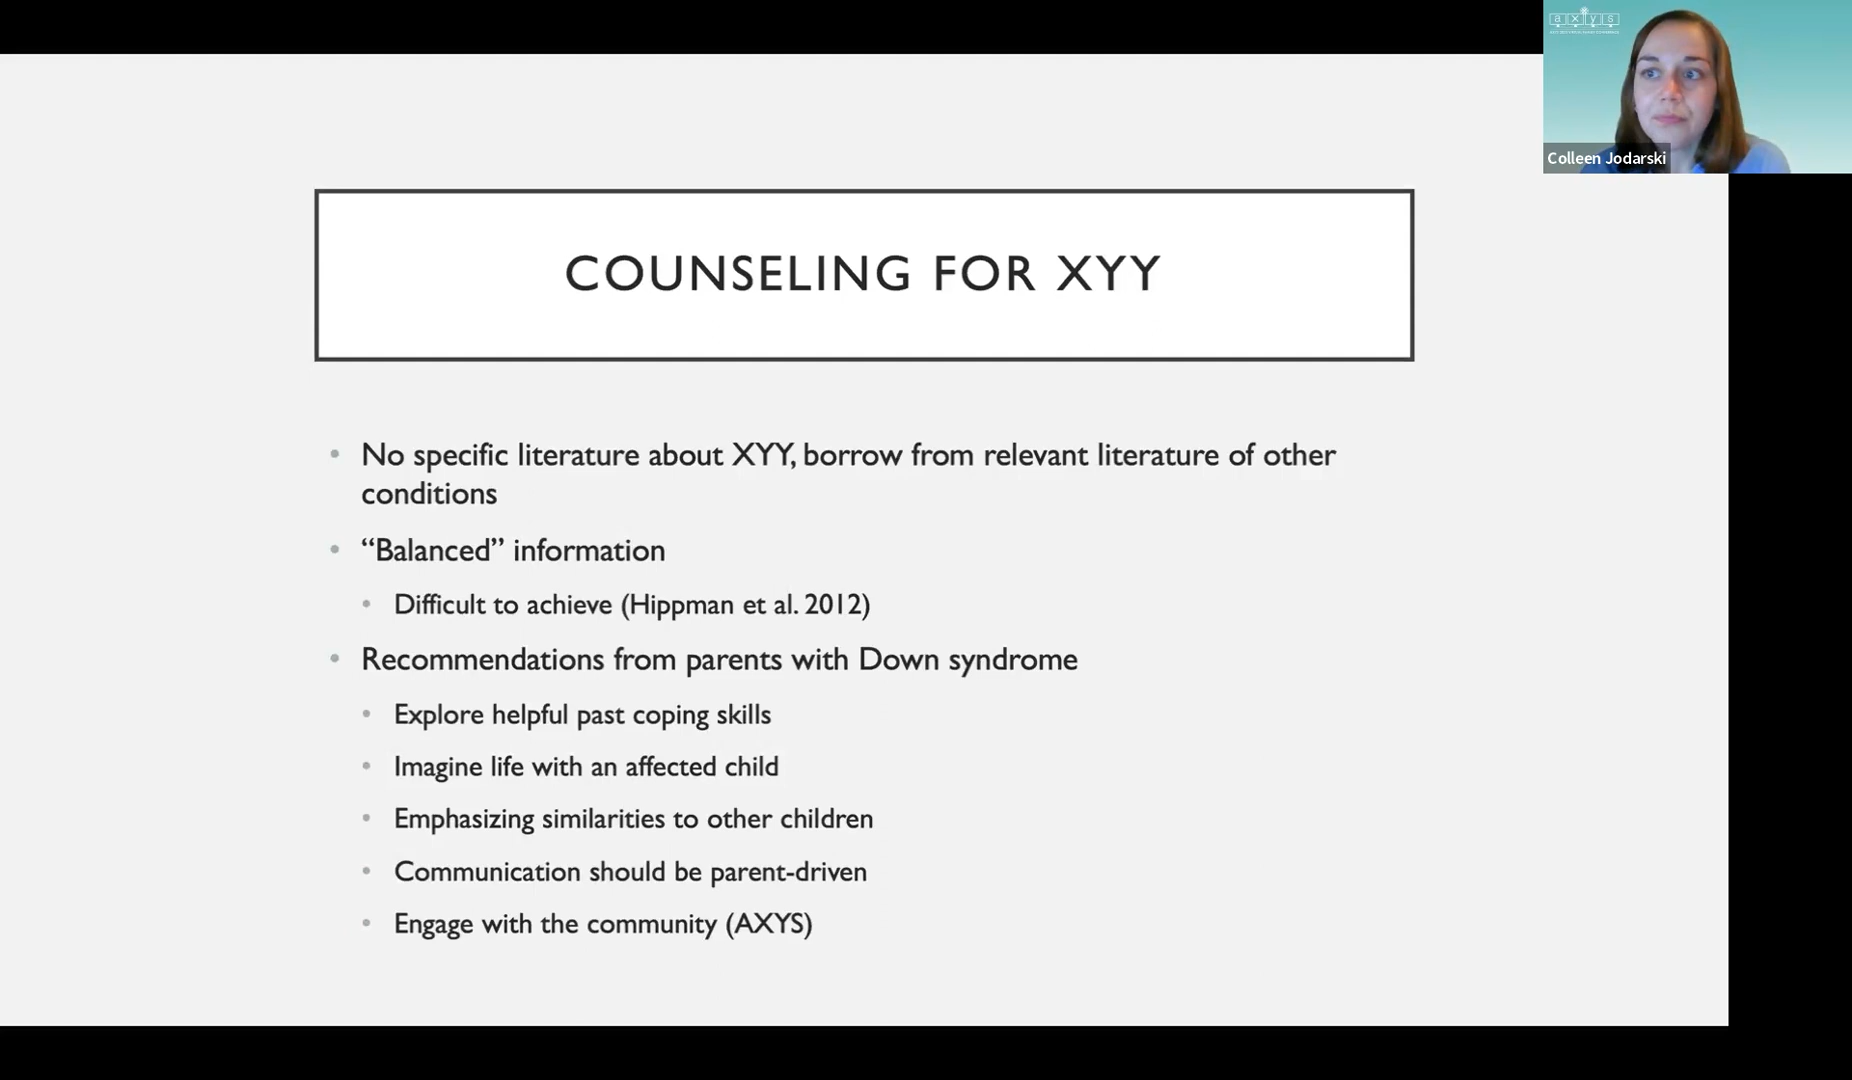 axys
Colleen Jodarski
COUNSELING FOR XYY
• No specific literature about XYY, borrow from relevant literature of other
conditions
• “Balanced” information
• Difficult to achieve (Hippman et al. 2012)
• Recommendations from parents with Down syndrome
• Explore helpful past coping skills
• Imagine life with an affected child
• Emphasizing similarities to other children
• Communication should be parent-driven
• Engage with the community (AXYS)